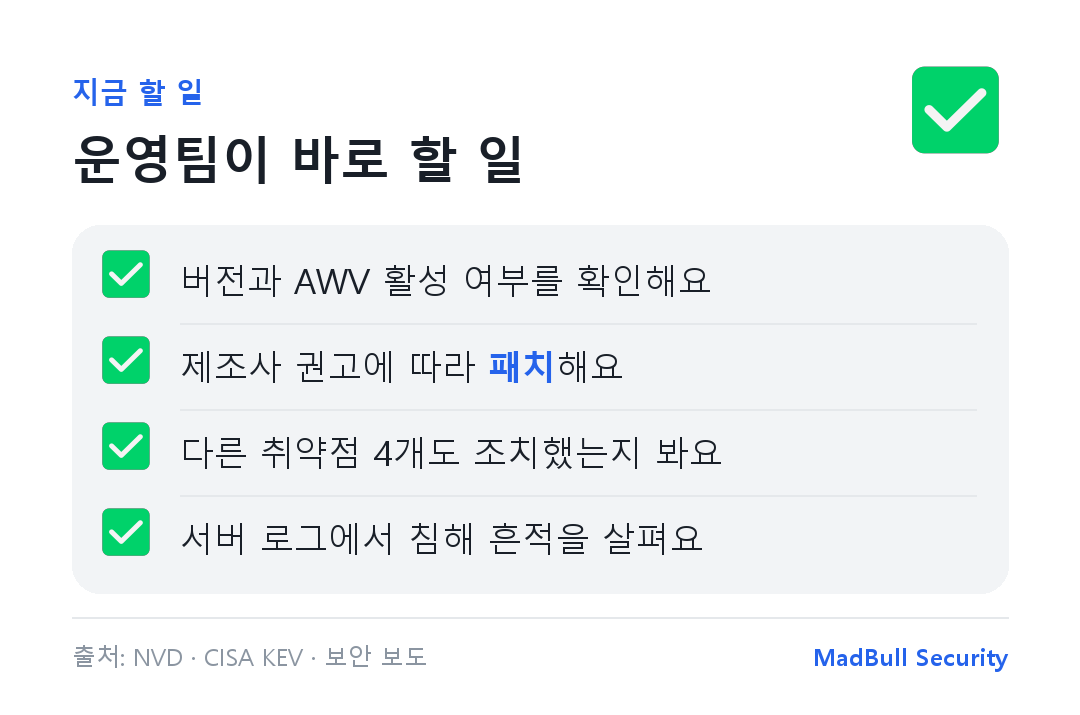 지금 할 일
운영팀이 바로 할 일
버전과 AWV 활성 여부를 확인해요
제조사 권고에 따라 패치해요
다른 취약점 4개도 조치했는지 봐요
서버 로그에서 침해 흔적을 살펴요
출처: NVD · CISA KEV · 보안 보도
MadBull Security